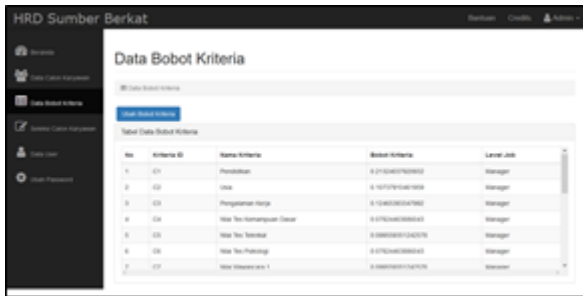 HRD Sumber Berkat
Bantuan Credits Admin
Beranda
Data Calon Karyawan
Data Bobot Kriteria
Seleksi Calon Karyawan
Data User
Ubah Password
Data Bobot Kriteria
Data Bobot Kriteria
Ubah Bobot Kriteria
Tabel Data Bobot Kriteria
No Kriteria ID Nama Kriteria Bobot Kriteria Level Job
1 C1 Pendidikan Manager
2 C2 Usia Manager
3 C3 Pengalaman Kerja Manager
4 C4 Nilai Tes Kemampuan Dasar Manager
5 C5 Nilai Tes Teknikal Manager
6 C6 Nilai Tes Psikologi Manager
7 C7 Nilai Wawancara 1 Manager